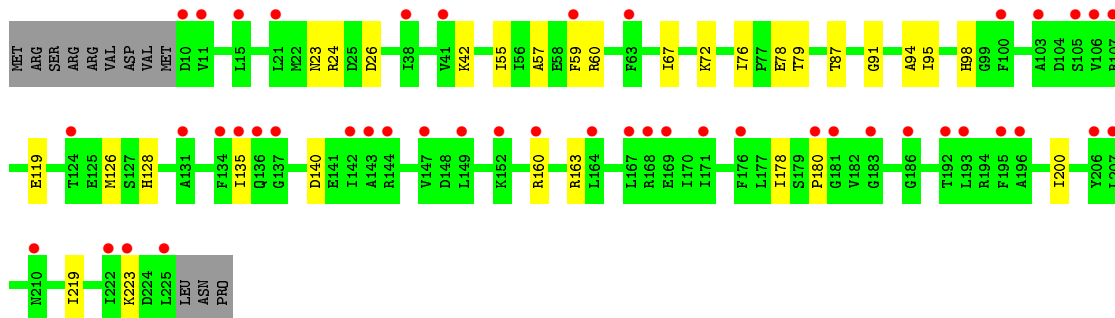 MET ARG SER ARG ARG VAL ASP VAL MET D10 V11 L15 L21 M22 N23 R24 D25 D26 I38 V41 K42 I55 I56 A57 E58 F59 R60 F63 I67 K72 I76 P77 E78 T79 T87 G91 A94 I95 H98 G99 F100 A103 D104 S105 V106 R107
E119 T124 E125 M126 S127 H128 A131 F134 I135 Q136 G137 D140 E141 I142 A143 R144 V147 D148 L149 K152 R160 R163 L164 L167 R168 E169 I170 I171 F176 L177 I178 S179 P180 G181 V182 G183 G186 T192 L193 R194 F195 A196 I200 Y206 L207
N210 I219 I222 K223 D224 L225 LEU ASN PRO